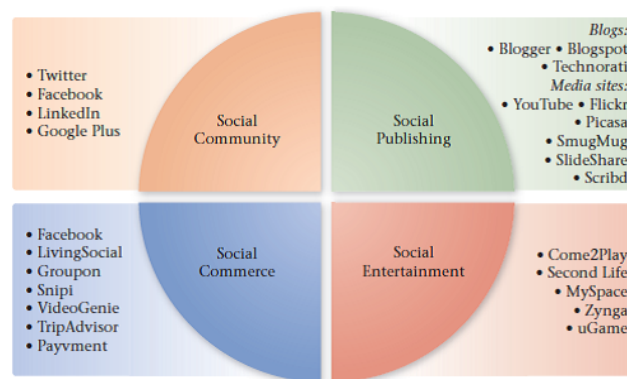 • Twitter
• Facebook
• LinkedIn
• Google Plus
Social
Community
Social
Publishing
Blogs:
• Blogger • Blogspot
• Technorati
Media sites:
• YouTube • Flickr
• Picasa
• SmugMug
• SlideShare
• Scribd
• Facebook
• LivingSocial
• Groupon
• Snipi
• VideoGenie
• TripAdvisor
• Payvment
Social
Commerce
Social
Entertainment
• Come2Play
• Second Life
• MySpace
• Zynga
• uGame